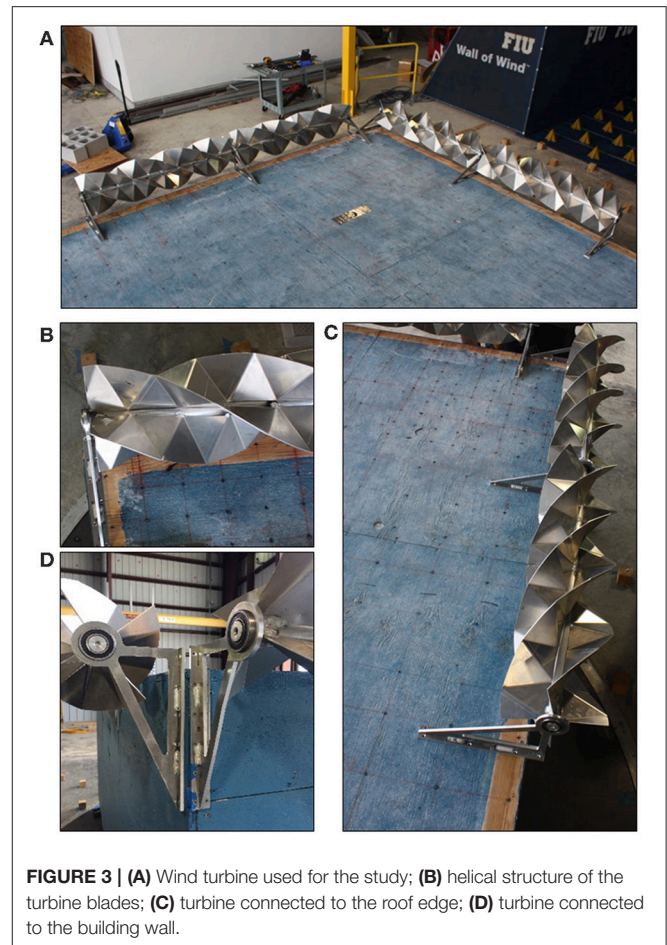 A
FIU
Wall of Wind™
FIU
B
C
D
FIGURE 3 | (A) Wind turbine used for the study; (B) helical structure of the
turbine blades; (C) turbine connected to the roof edge; (D) turbine connected
to the building wall.